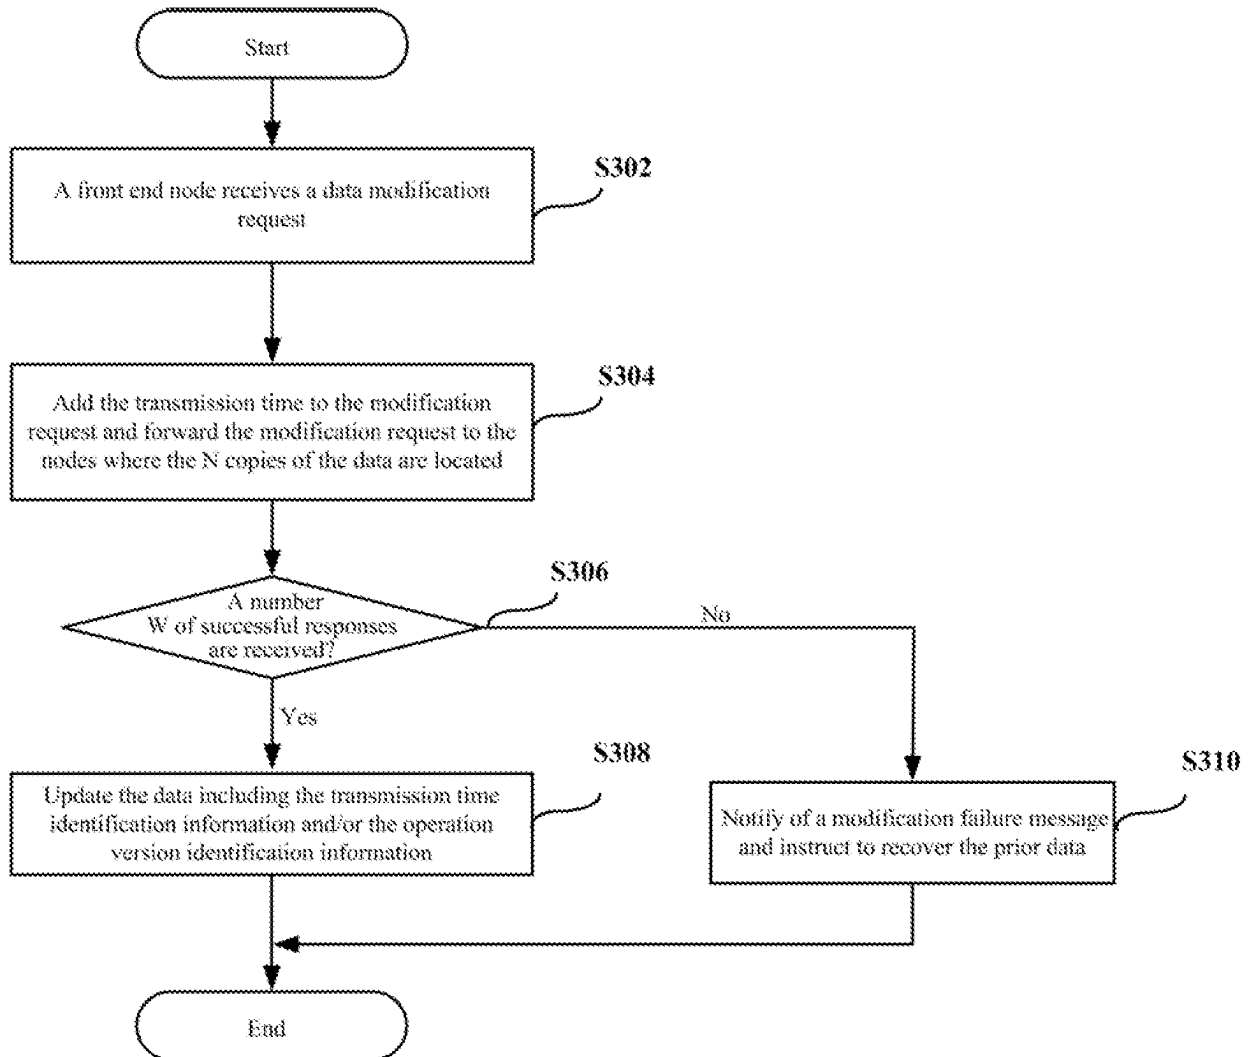 Start
S302
A front end node receives a data modification
request
S304
Add the transmission time to the modification
request and forward the modification request to the
nodes where the N copies of the data are located
S306
A number
W of successful responses
are received?
No
Yes
S308
Update the data including the transmission time
identification information and/or the operation
version identification information
S310
Notify of a modification failure message
and instruct to recover the prior data
End